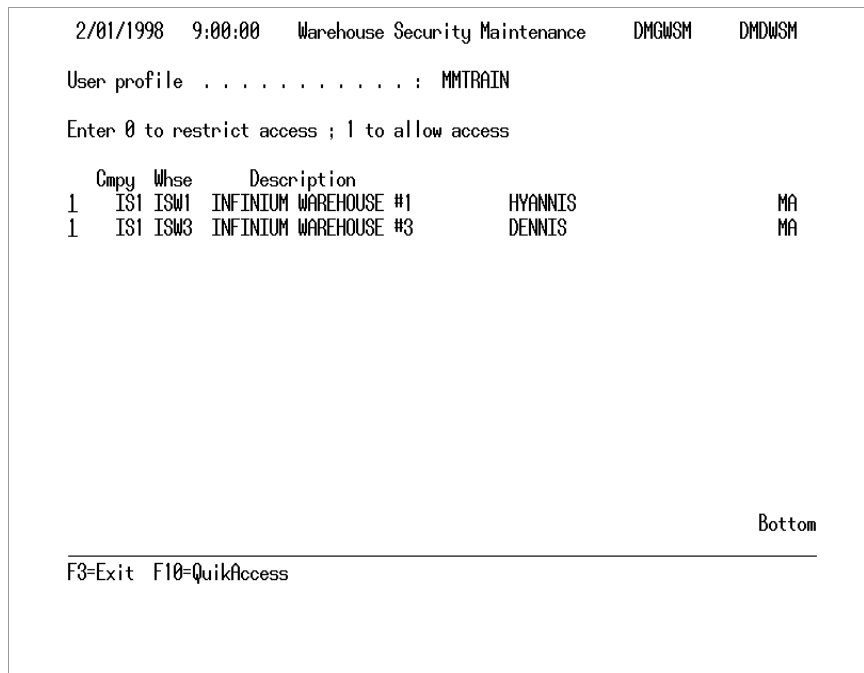 2/01/1998 9:00:00 Warehouse Security Maintenance DMGWSM DMDWSM
User profile . . . . . . . . . . . : MMTRAIN
Enter 0 to restrict access ; 1 to allow access
Cmpy Whse Description
1 IS1 ISW1 INFINIUM WAREHOUSE #1 HYANNIS MA
1 IS1 ISW3 INFINIUM WAREHOUSE #3 DENNIS MA
Bottom
F3=Exit F10=QuikAccess